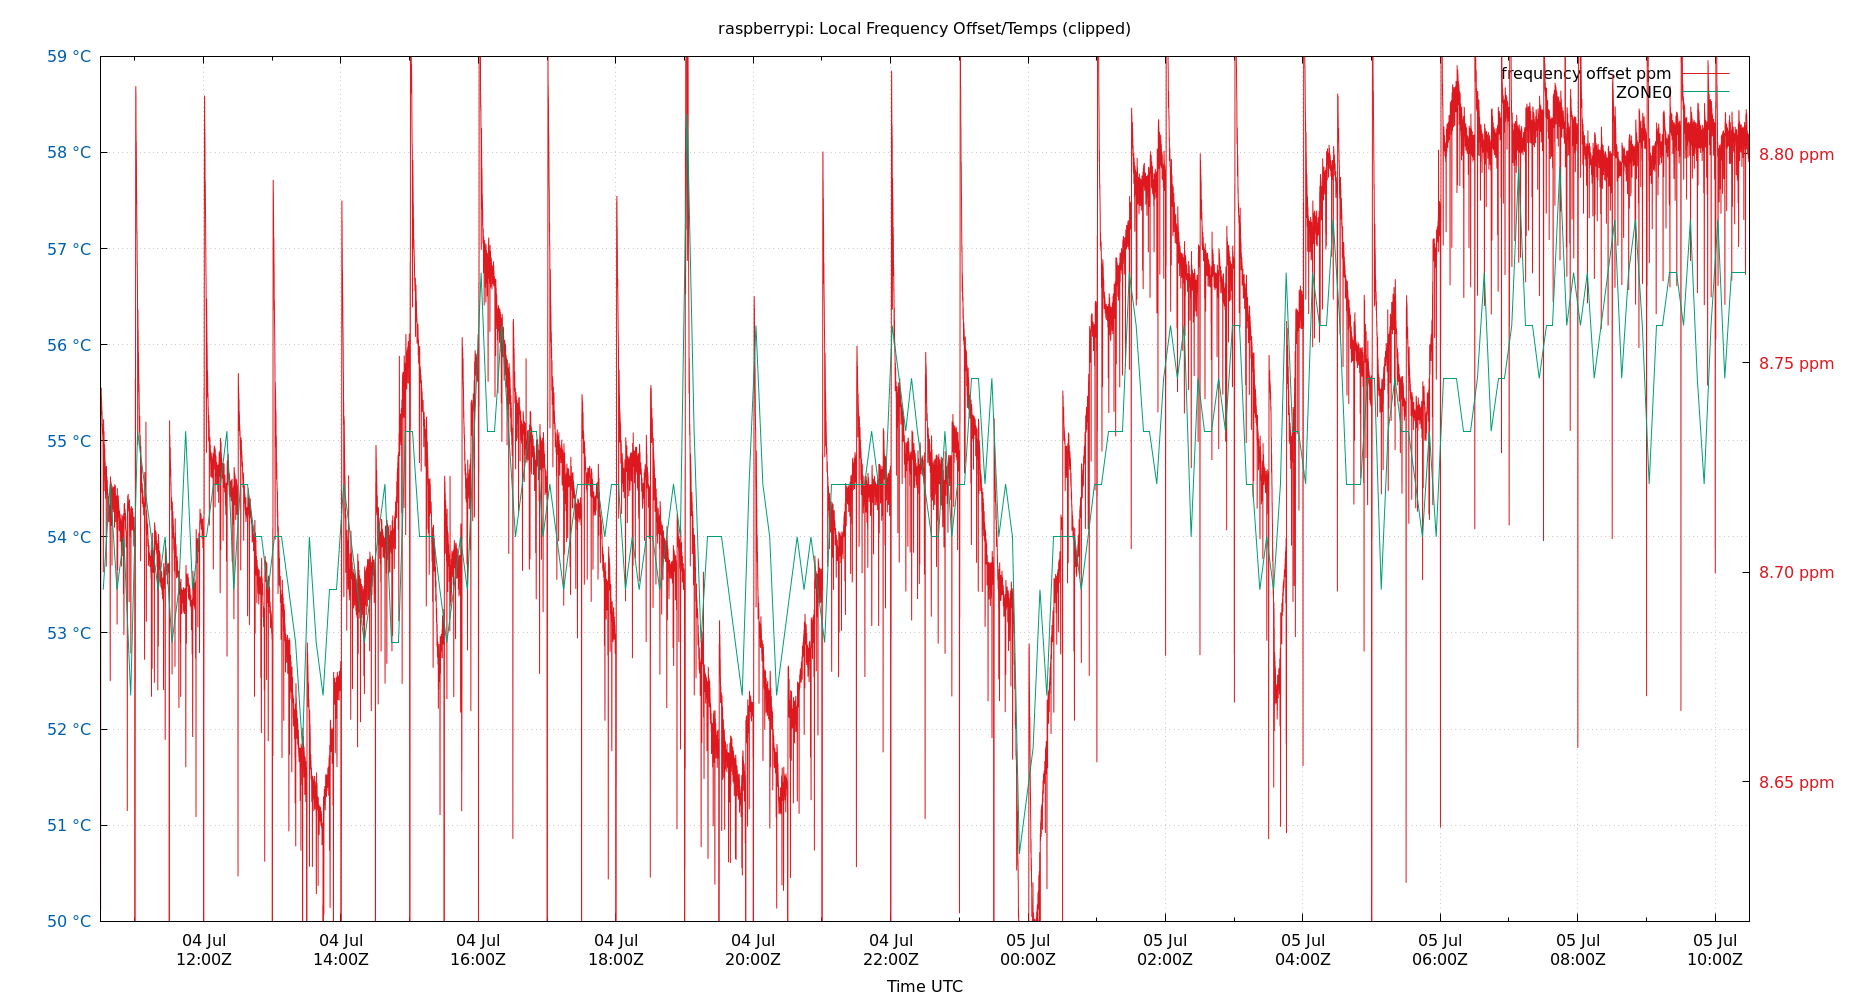 raspberrypi: Local Frequency Offset/Temps (clipped)
frequency offset ppm
ZONE0
59 °C
58 °C
57 °C
56 °C
55 °C
54 °C
53 °C
52 °C
51 °C
50 °C
8.80 ppm
8.75 ppm
8.70 ppm
8.65 ppm
04 Jul 04 Jul 04 Jul 04 Jul 04 Jul 04 Jul 05 Jul 05 Jul 05 Jul 05 Jul 05 Jul 05 Jul
12:00Z 14:00Z 16:00Z 18:00Z 20:00Z 22:00Z 00:00Z 02:00Z 04:00Z 06:00Z 08:00Z 10:00Z
Time UTC